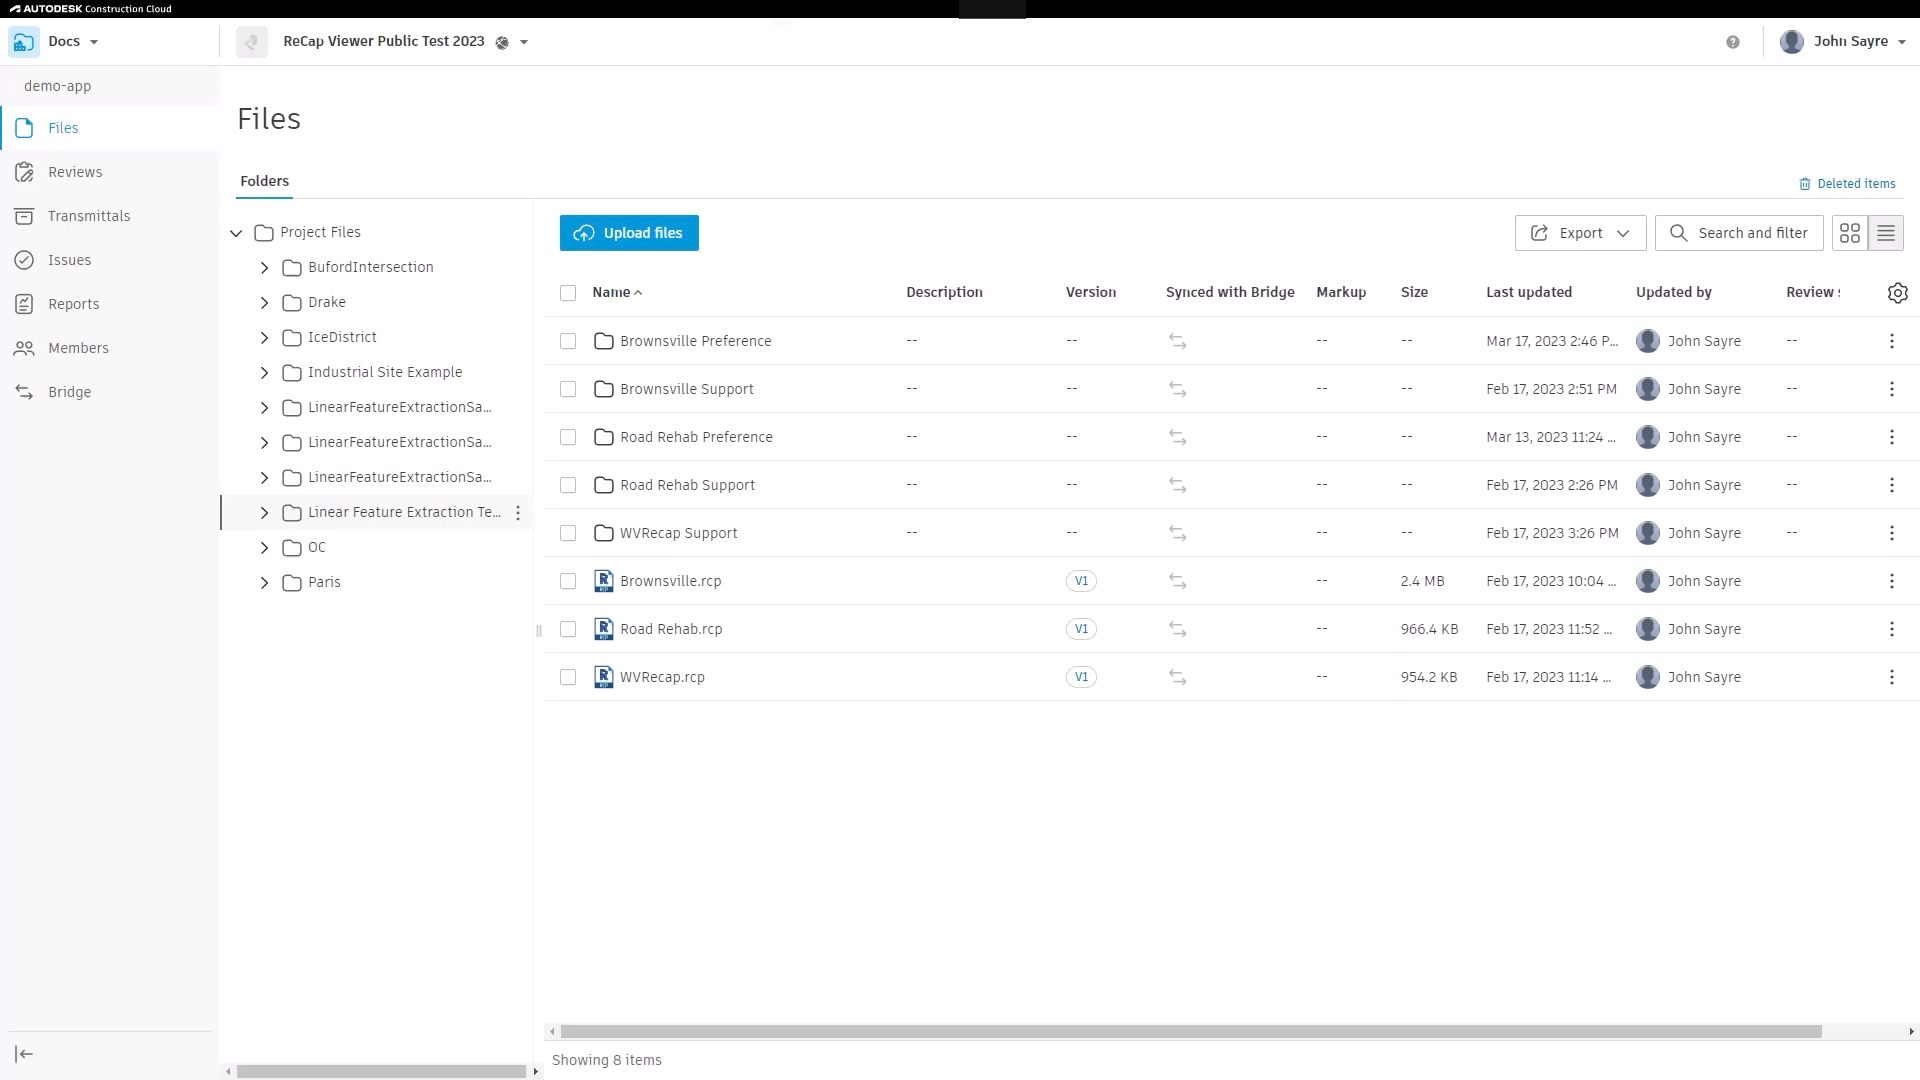 AUTODESK Construction Cloud
Docs
ReCap Viewer Public Test 2023
John Sayre
demo-app
Files
Reviews
Transmittals
Issues
Reports
Members
Bridge
Files
Folders
Deleted items
Project Files
BufordIntersection
Drake
IceDistrict
Industrial Site Example
LinearFeatureExtractionSa...
LinearFeatureExtractionSa...
LinearFeatureExtractionSa...
Linear Feature Extraction Te...
OC
Paris
Upload files
Export
Search and filter
Name Description Version Synced with Bridge Markup Size Last updated Updated by Review
Brownsville Preference -- -- -- -- Mar 17, 2023 2:46 P... John Sayre --
Brownsville Support -- -- -- -- Feb 17, 2023 2:51 PM John Sayre --
Road Rehab Preference -- -- -- -- Mar 13, 2023 11:24 ... John Sayre --
Road Rehab Support -- -- -- -- Feb 17, 2023 2:26 PM John Sayre --
WVRecap Support -- -- -- -- Feb 17, 2023 3:26 PM John Sayre --
Brownsville.rcp V1 -- 2.4 MB Feb 17, 2023 10:04 ... John Sayre
Road Rehab.rcp V1 -- 966.4 KB Feb 17, 2023 11:52 ... John Sayre
WVRecap.rcp V1 -- 954.2 KB Feb 17, 2023 11:14 ... John Sayre
Showing 8 items